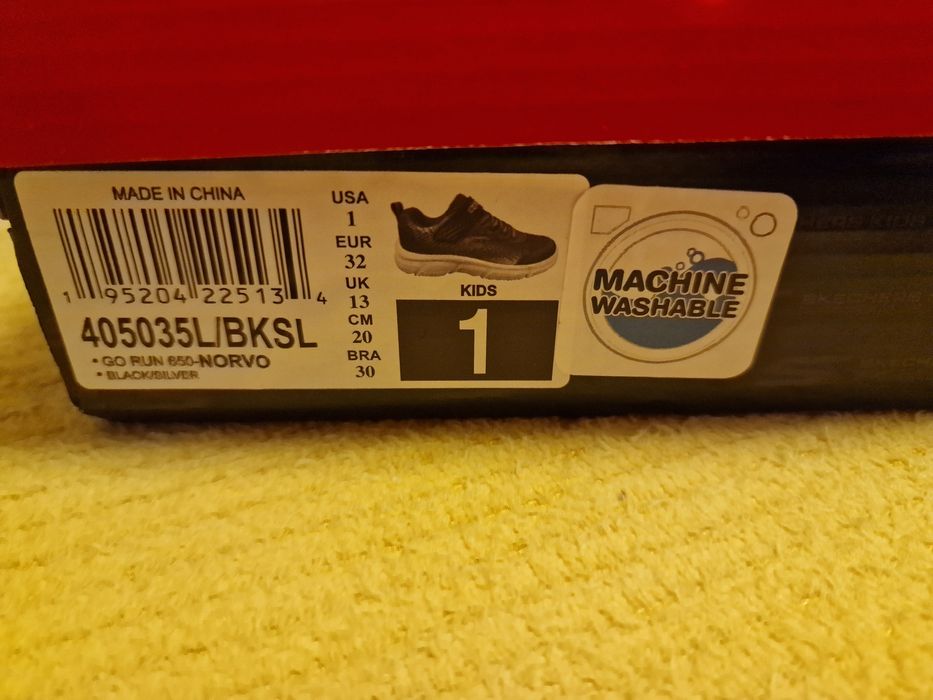 MADE IN CHINA
1 95204 22513 4
405035L/BKSL
• GO RUN 650-NORVO
• BLACK/SILVER
USA
1
EUR
32
UK
13
CM
20
BRA
30
KIDS
1
MACHINE
WASHABLE